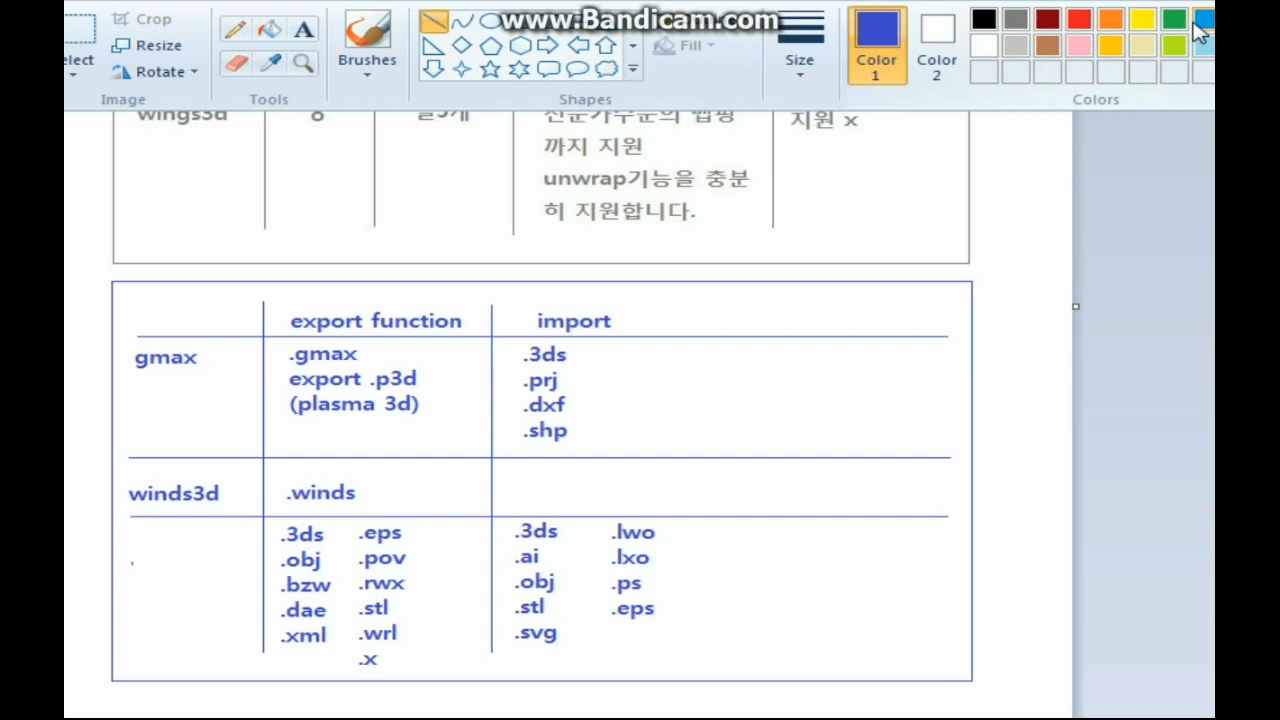 www.Bandicam.com
Crop
Resize
Rotate
Image
Tools
Brushes
Shapes
Fill
Size
Color 1
Color 2
Colors
wings3d
까지 지원
지원 x
unwrap기능을 충분
히 지원합니다.
export function import
gmax .gmax .3ds
export .p3d .prj
(plasma 3d) .dxf
.shp
winds3d .winds
.3ds .eps .3ds .lwo
.obj .pov .ai .lxo
.bzw .rwx .obj .ps
.dae .stl .stl .eps
.xml .wrl .svg
.x